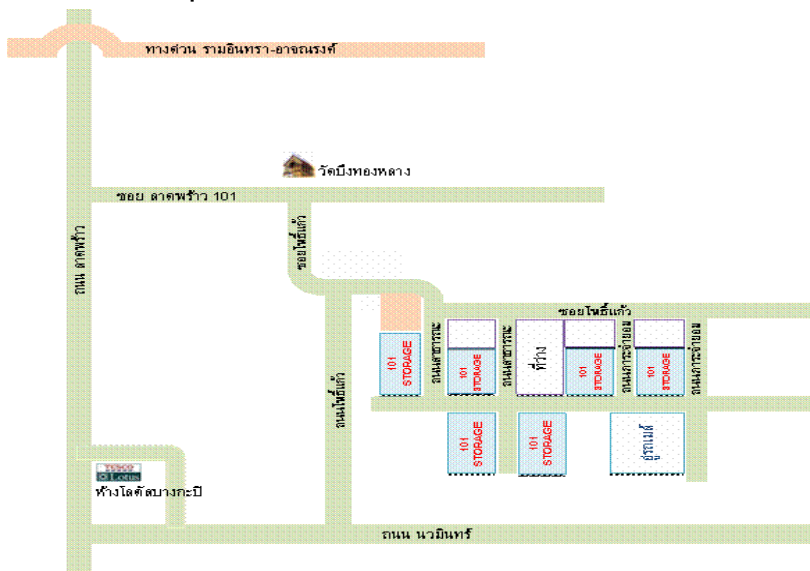 ทางด่วน รามอินทรา-อาจณรงค์
วัดบึงทองหลาง
ซอย ลาดพร้าว 101
ถนน ลาดพร้าว
ซอยโพธิ์แก้ว
ซอยโพธิ์แก้ว
ถนนโพธิ์แก้ว
101
STORAGE
ถนนสาธารณะ
101
STORAGE
ถนนสาธารณะ
ที่ว่าง
101
STORAGE
ถนนภาระจำยอม
101
STORAGE
ถนนภาระจำยอม
101
STORAGE
101
STORAGE
อู่รถเมล์
TESCO
Lotus
ห้างโลตัสบางกะปิ
ถนน นวมินทร์